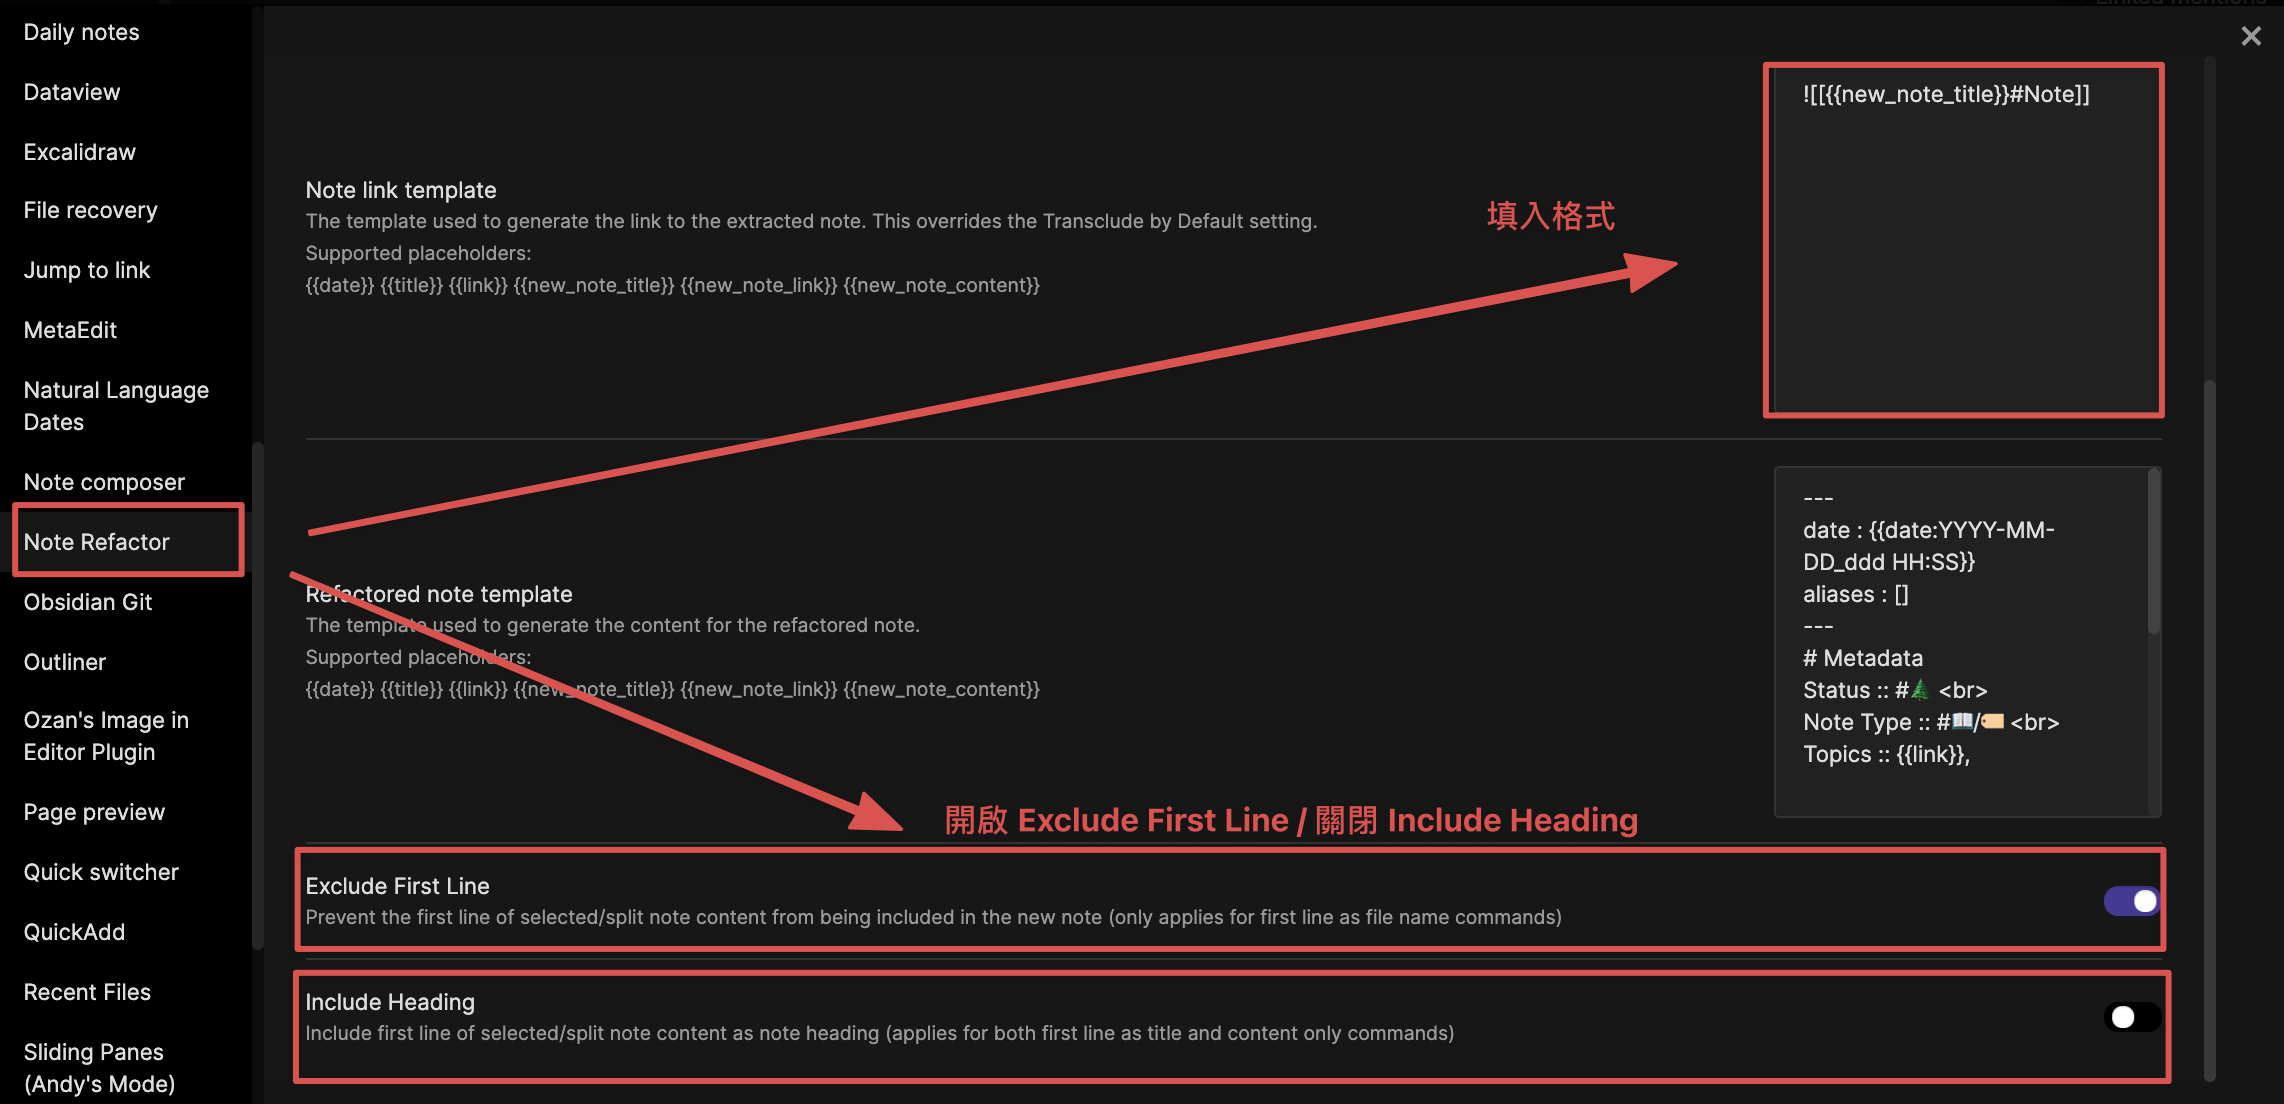 Linked mentions
Daily notes
Dataview
Excalidraw
File recovery
Jump to link
MetaEdit
Natural Language
Dates
Note composer
Note Refactor
Obsidian Git
Outliner
Ozan's Image in
Editor Plugin
Page preview
Quick switcher
QuickAdd
Recent Files
Sliding Panes
(Andy's Mode)
Note link template
The template used to generate the link to the extracted note. This overrides the Transclude by Default setting.
Supported placeholders:
{{date}} {{title}} {{link}} {{new_note_title}} {{new_note_link}} {{new_note_content}}
填入格式
![[{{new_note_title}}#Note]]
Refactored note template
The template used to generate the content for the refactored note.
Supported placeholders:
{{date}} {{title}} {{link}} {{new_note_title}} {{new_note_link}} {{new_note_content}}
---
date : {{date:YYYY-MM-
DD_ddd HH:SS}}
aliases : []
---
# Metadata
Status :: #🌲 <br>
Note Type :: #📖/🏷️ <br>
Topics :: {{link}},
開啟 Exclude First Line / 關閉 Include Heading
Exclude First Line
Prevent the first line of selected/split note content from being included in the new note (only applies for first line as file name commands)
Include Heading
Include first line of selected/split note content as note heading (applies for both first line as title and content only commands)